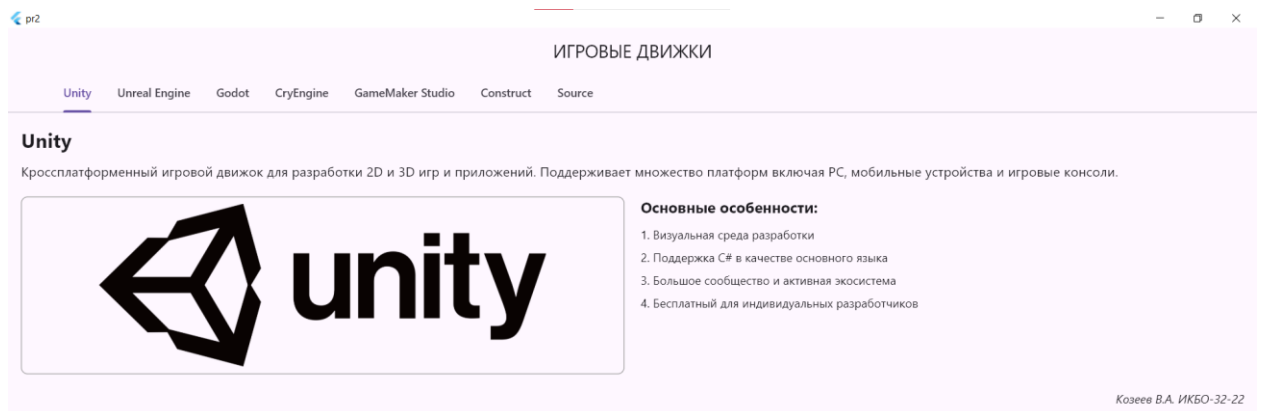 pr2
ИГРОВЫЕ ДВИЖКИ
Unity Unreal Engine Godot CryEngine GameMaker Studio Construct Source
Unity
Кроссплатформенный игровой движок для разработки 2D и 3D игр и приложений. Поддерживает множество платформ включая PC, мобильные устройства и игровые консоли.
unity
Основные особенности:
1. Визуальная среда разработки
2. Поддержка C# в качестве основного языка
3. Большое сообщество и активная экосистема
4. Бесплатный для индивидуальных разработчиков
Козеев В.А. ИКБО-32-22